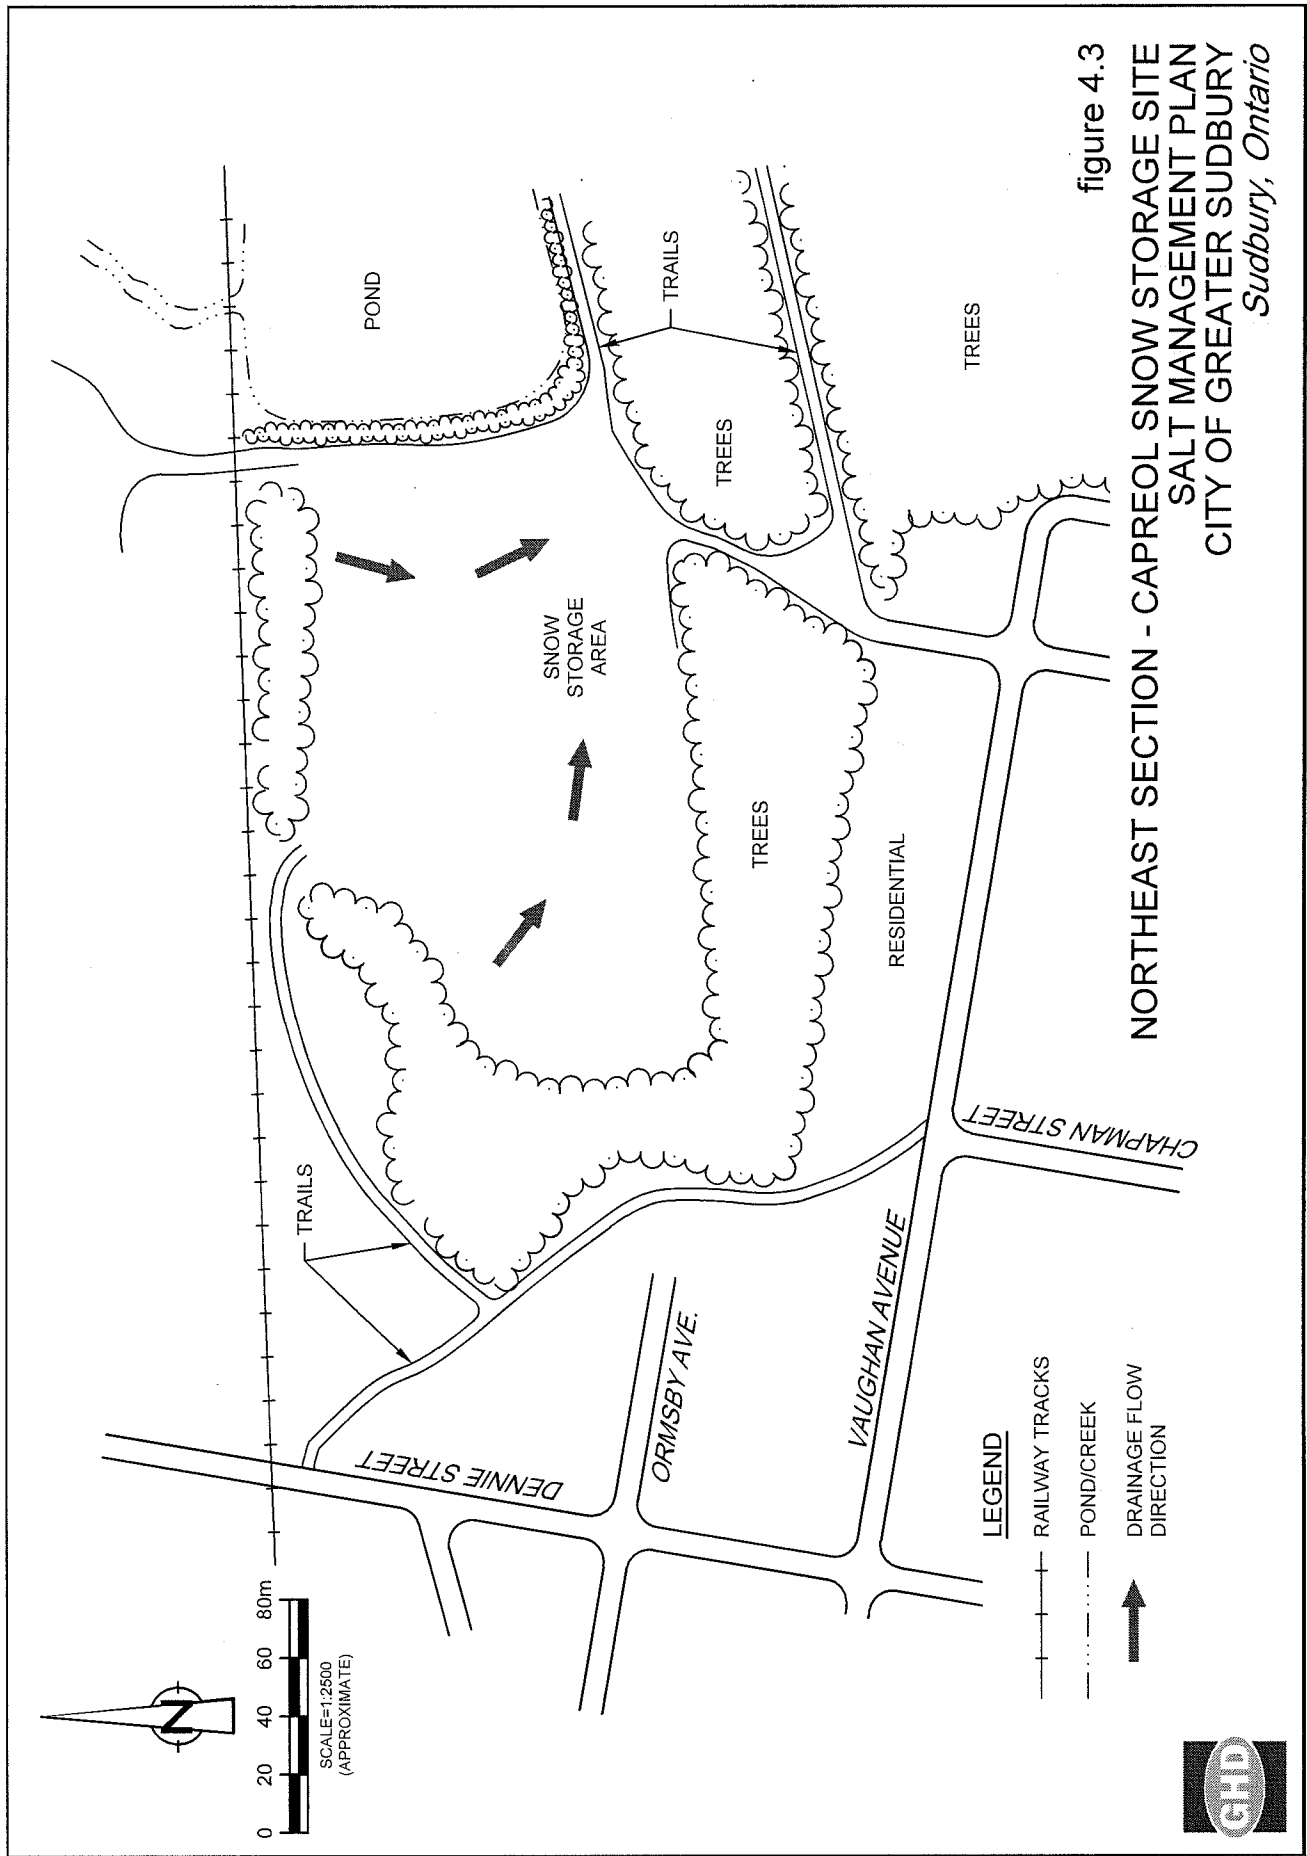 0 20 40 60 80m
SCALE=1:2500
(APPROXIMATE)
N
TRAILS
DENNIE STREET
ORMSBY AVE.
VAUGHAN AVENUE
CHAPMAN STREET
RESIDENTIAL
TREES
SNOW
STORAGE
AREA
POND
TRAILS
TREES
TREES
LEGEND
RAILWAY TRACKS
POND/CREEK
DRAINAGE FLOW
DIRECTION
GHD
figure 4.3
NORTHEAST SECTION - CAPREOL SNOW STORAGE SITE
SALT MANAGEMENT PLAN
CITY OF GREATER SUDBURY
Sudbury, Ontario